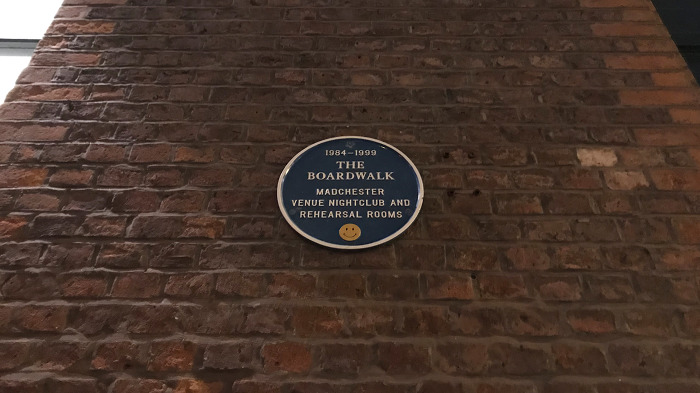 1984-1999
THE
BOARDWALK
MADCHESTER
VENUE NIGHTCLUB AND
REHEARSAL ROOMS